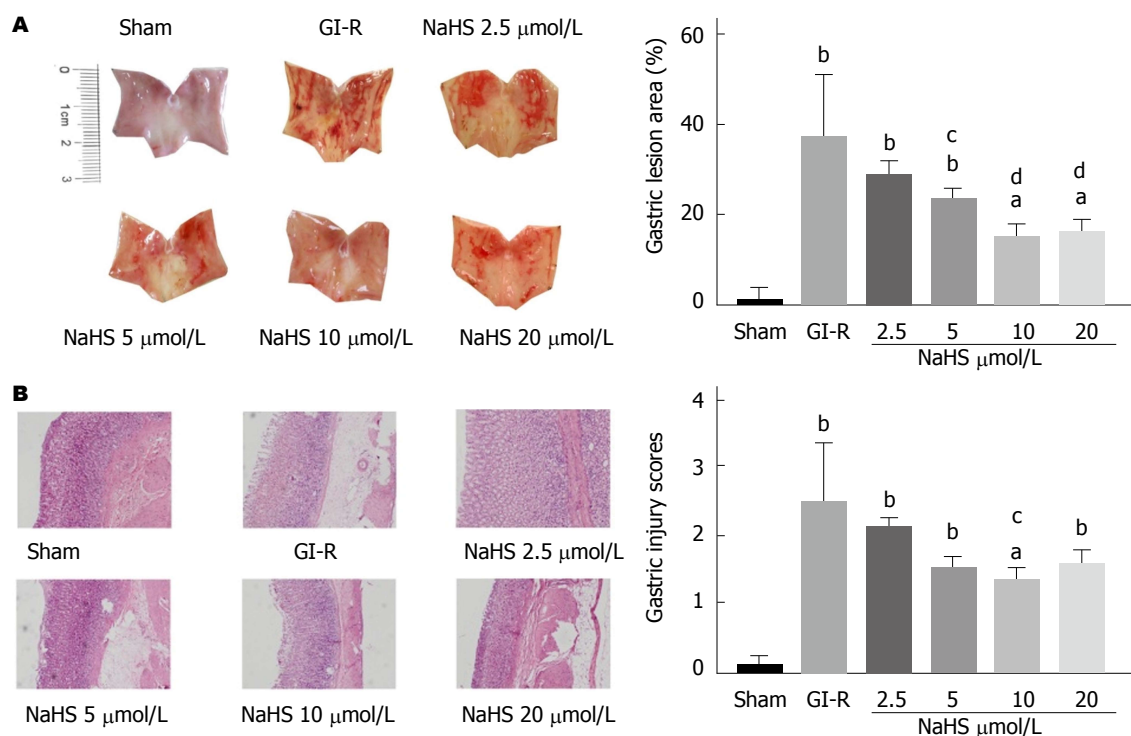 A
Sham GI-R NaHS 2.5 μmol/L
0
1cm
2
3
NaHS 5 μmol/L NaHS 10 μmol/L NaHS 20 μmol/L
Gastric lesion area (%)
60
40
20
0
b
b
c
b
d
a
d
a
Sham GI-R 2.5 5 10 20
NaHS μmol/L
B
Sham GI-R NaHS 2.5 μmol/L
NaHS 5 μmol/L NaHS 10 μmol/L NaHS 20 μmol/L
Gastric injury scores
4
3
2
1
0
b
b
b
c
a
b
Sham GI-R 2.5 5 10 20
NaHS μmol/L